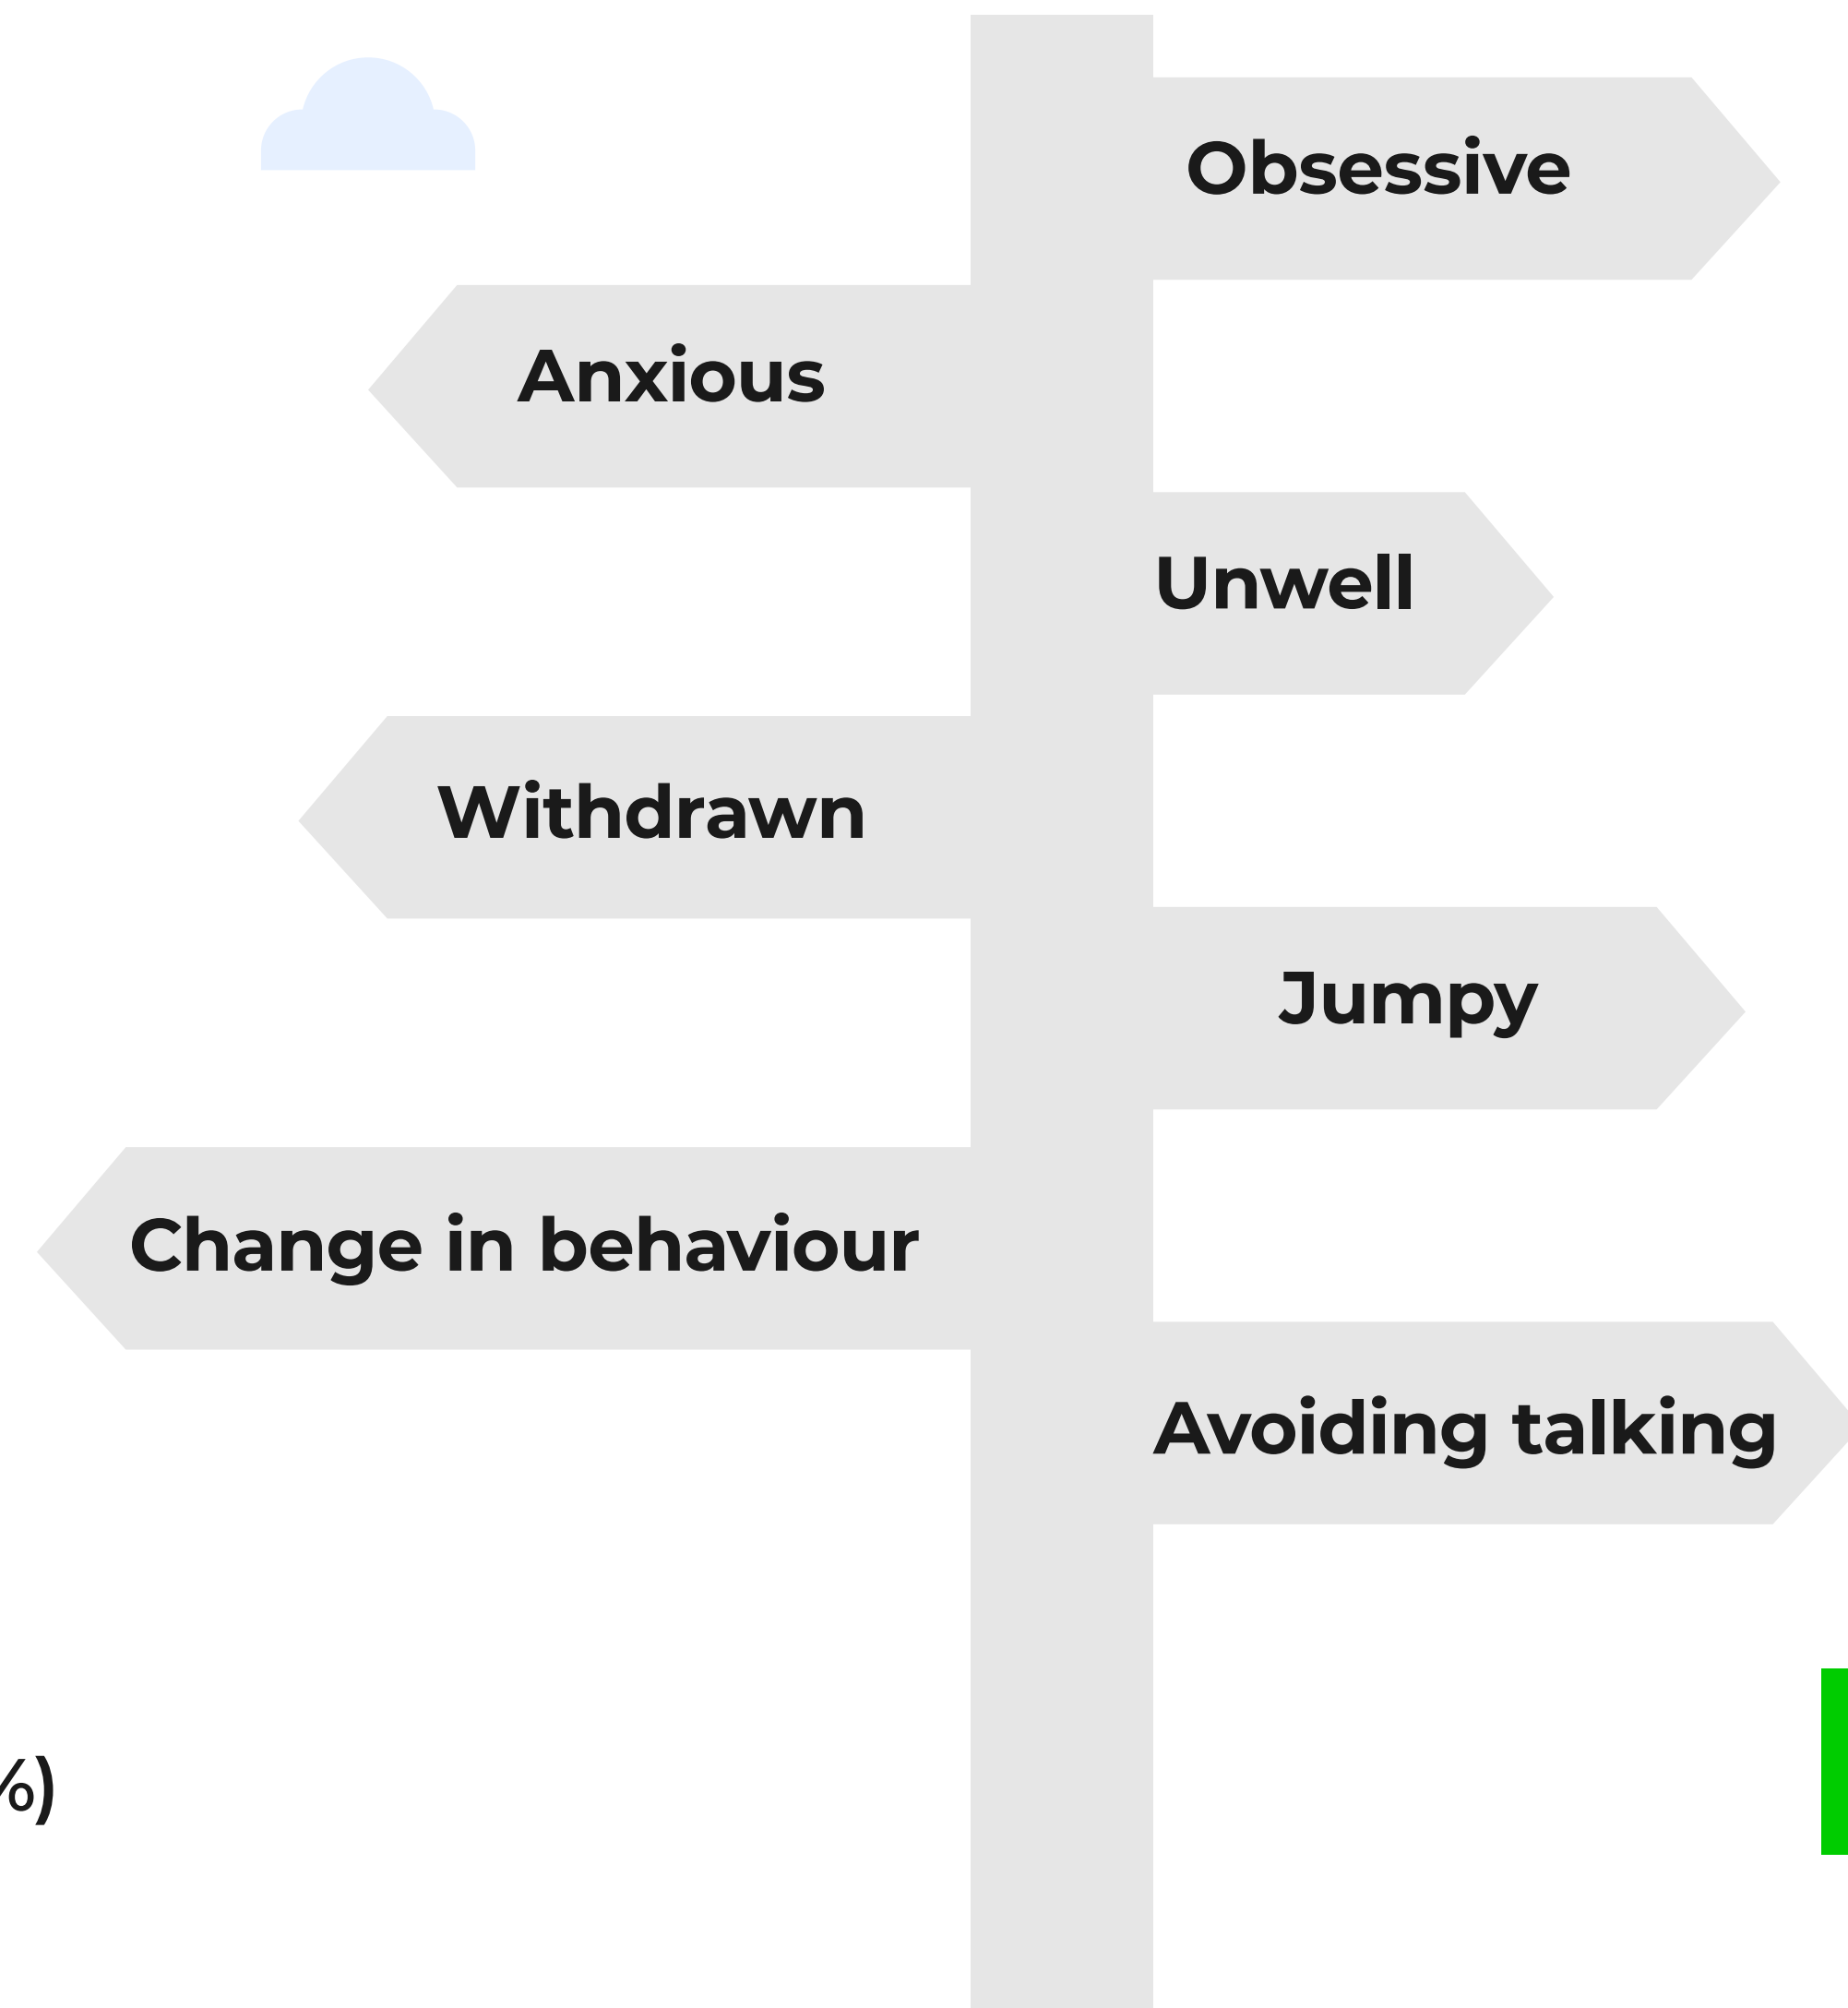 Obsessive
Anxious
Unwell
Withdrawn
Jumpy
Change in behaviour
Avoiding talking
%)